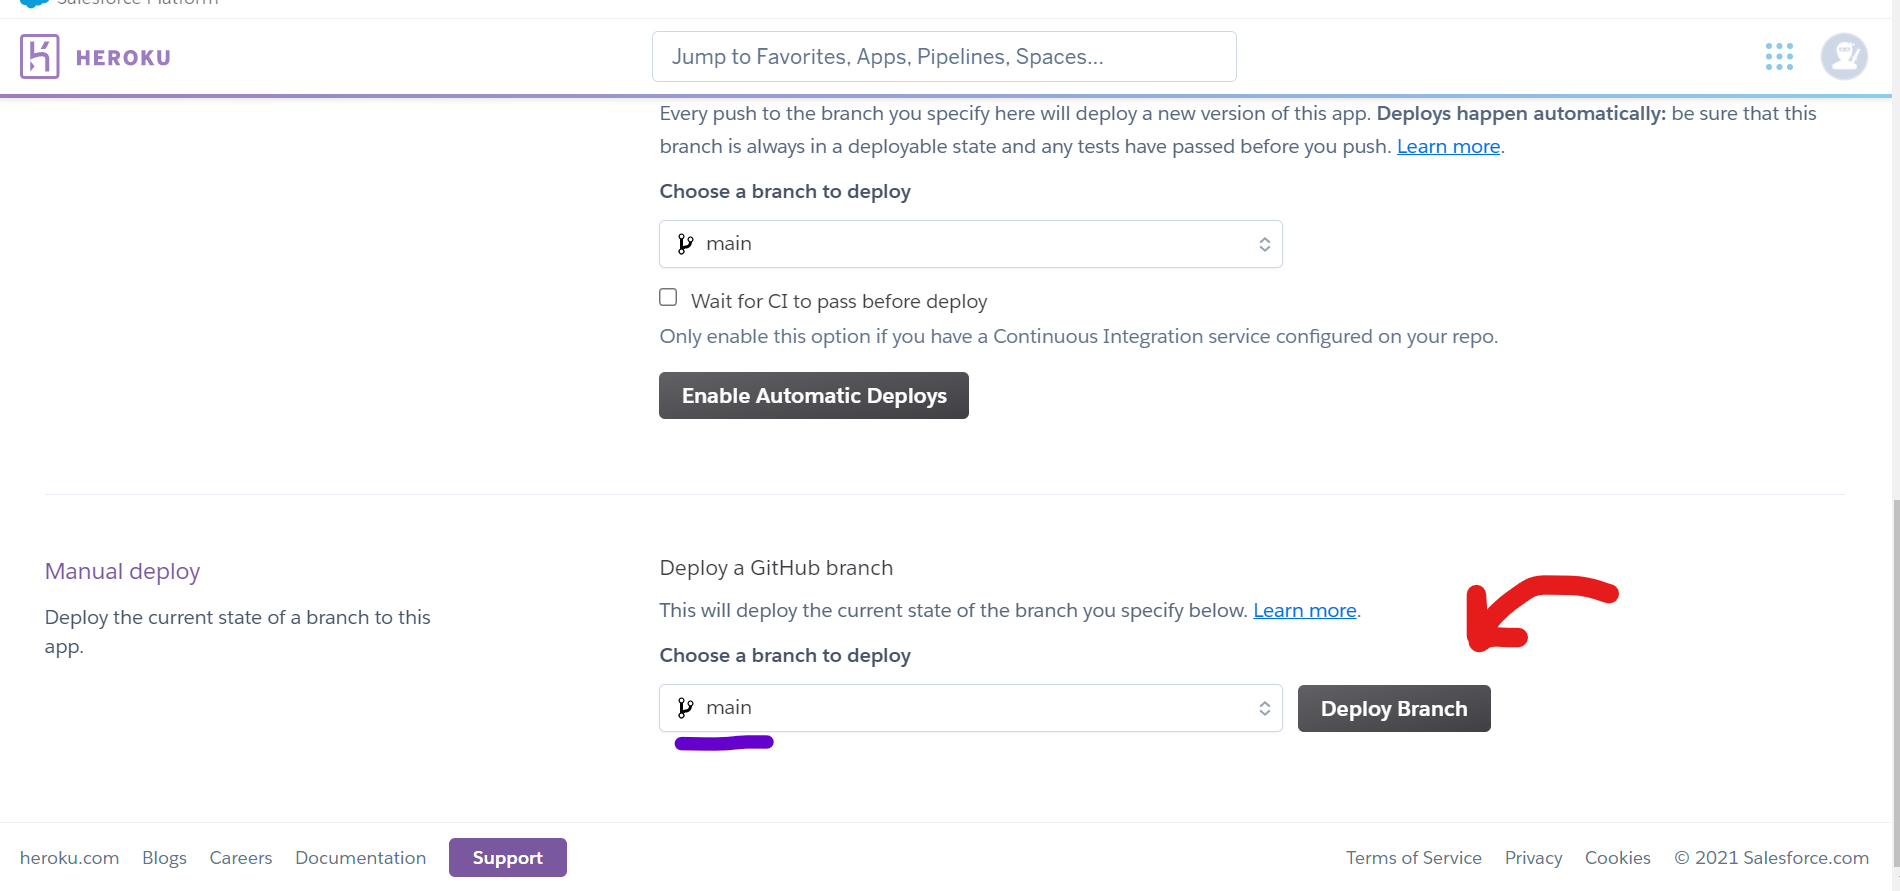 Salesforce Platform
HEROKU
Jump to Favorites, Apps, Pipelines, Spaces...
Every push to the branch you specify here will deploy a new version of this app. Deploys happen automatically: be sure that this
branch is always in a deployable state and any tests have passed before you push. Learn more.
Choose a branch to deploy
main
Wait for CI to pass before deploy
Only enable this option if you have a Continuous Integration service configured on your repo.
Enable Automatic Deploys
Manual deploy
Deploy the current state of a branch to this
app.
Deploy a GitHub branch
This will deploy the current state of the branch you specify below. Learn more.
Choose a branch to deploy
main
Deploy Branch
heroku.com Blogs Careers Documentation Support Terms of Service Privacy Cookies © 2021 Salesforce.com